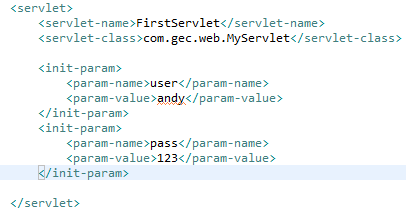 <servlet>
    <servlet-name>FirstServlet</servlet-name>
    <servlet-class>com.gec.web.MyServlet</servlet-class>
    <init-param>
        <param-name>user</param-name>
        <param-value>andy</param-value>
    </init-param>
    <init-param>
        <param-name>pass</param-name>
        <param-value>123</param-value>
    </init-param>
</servlet>